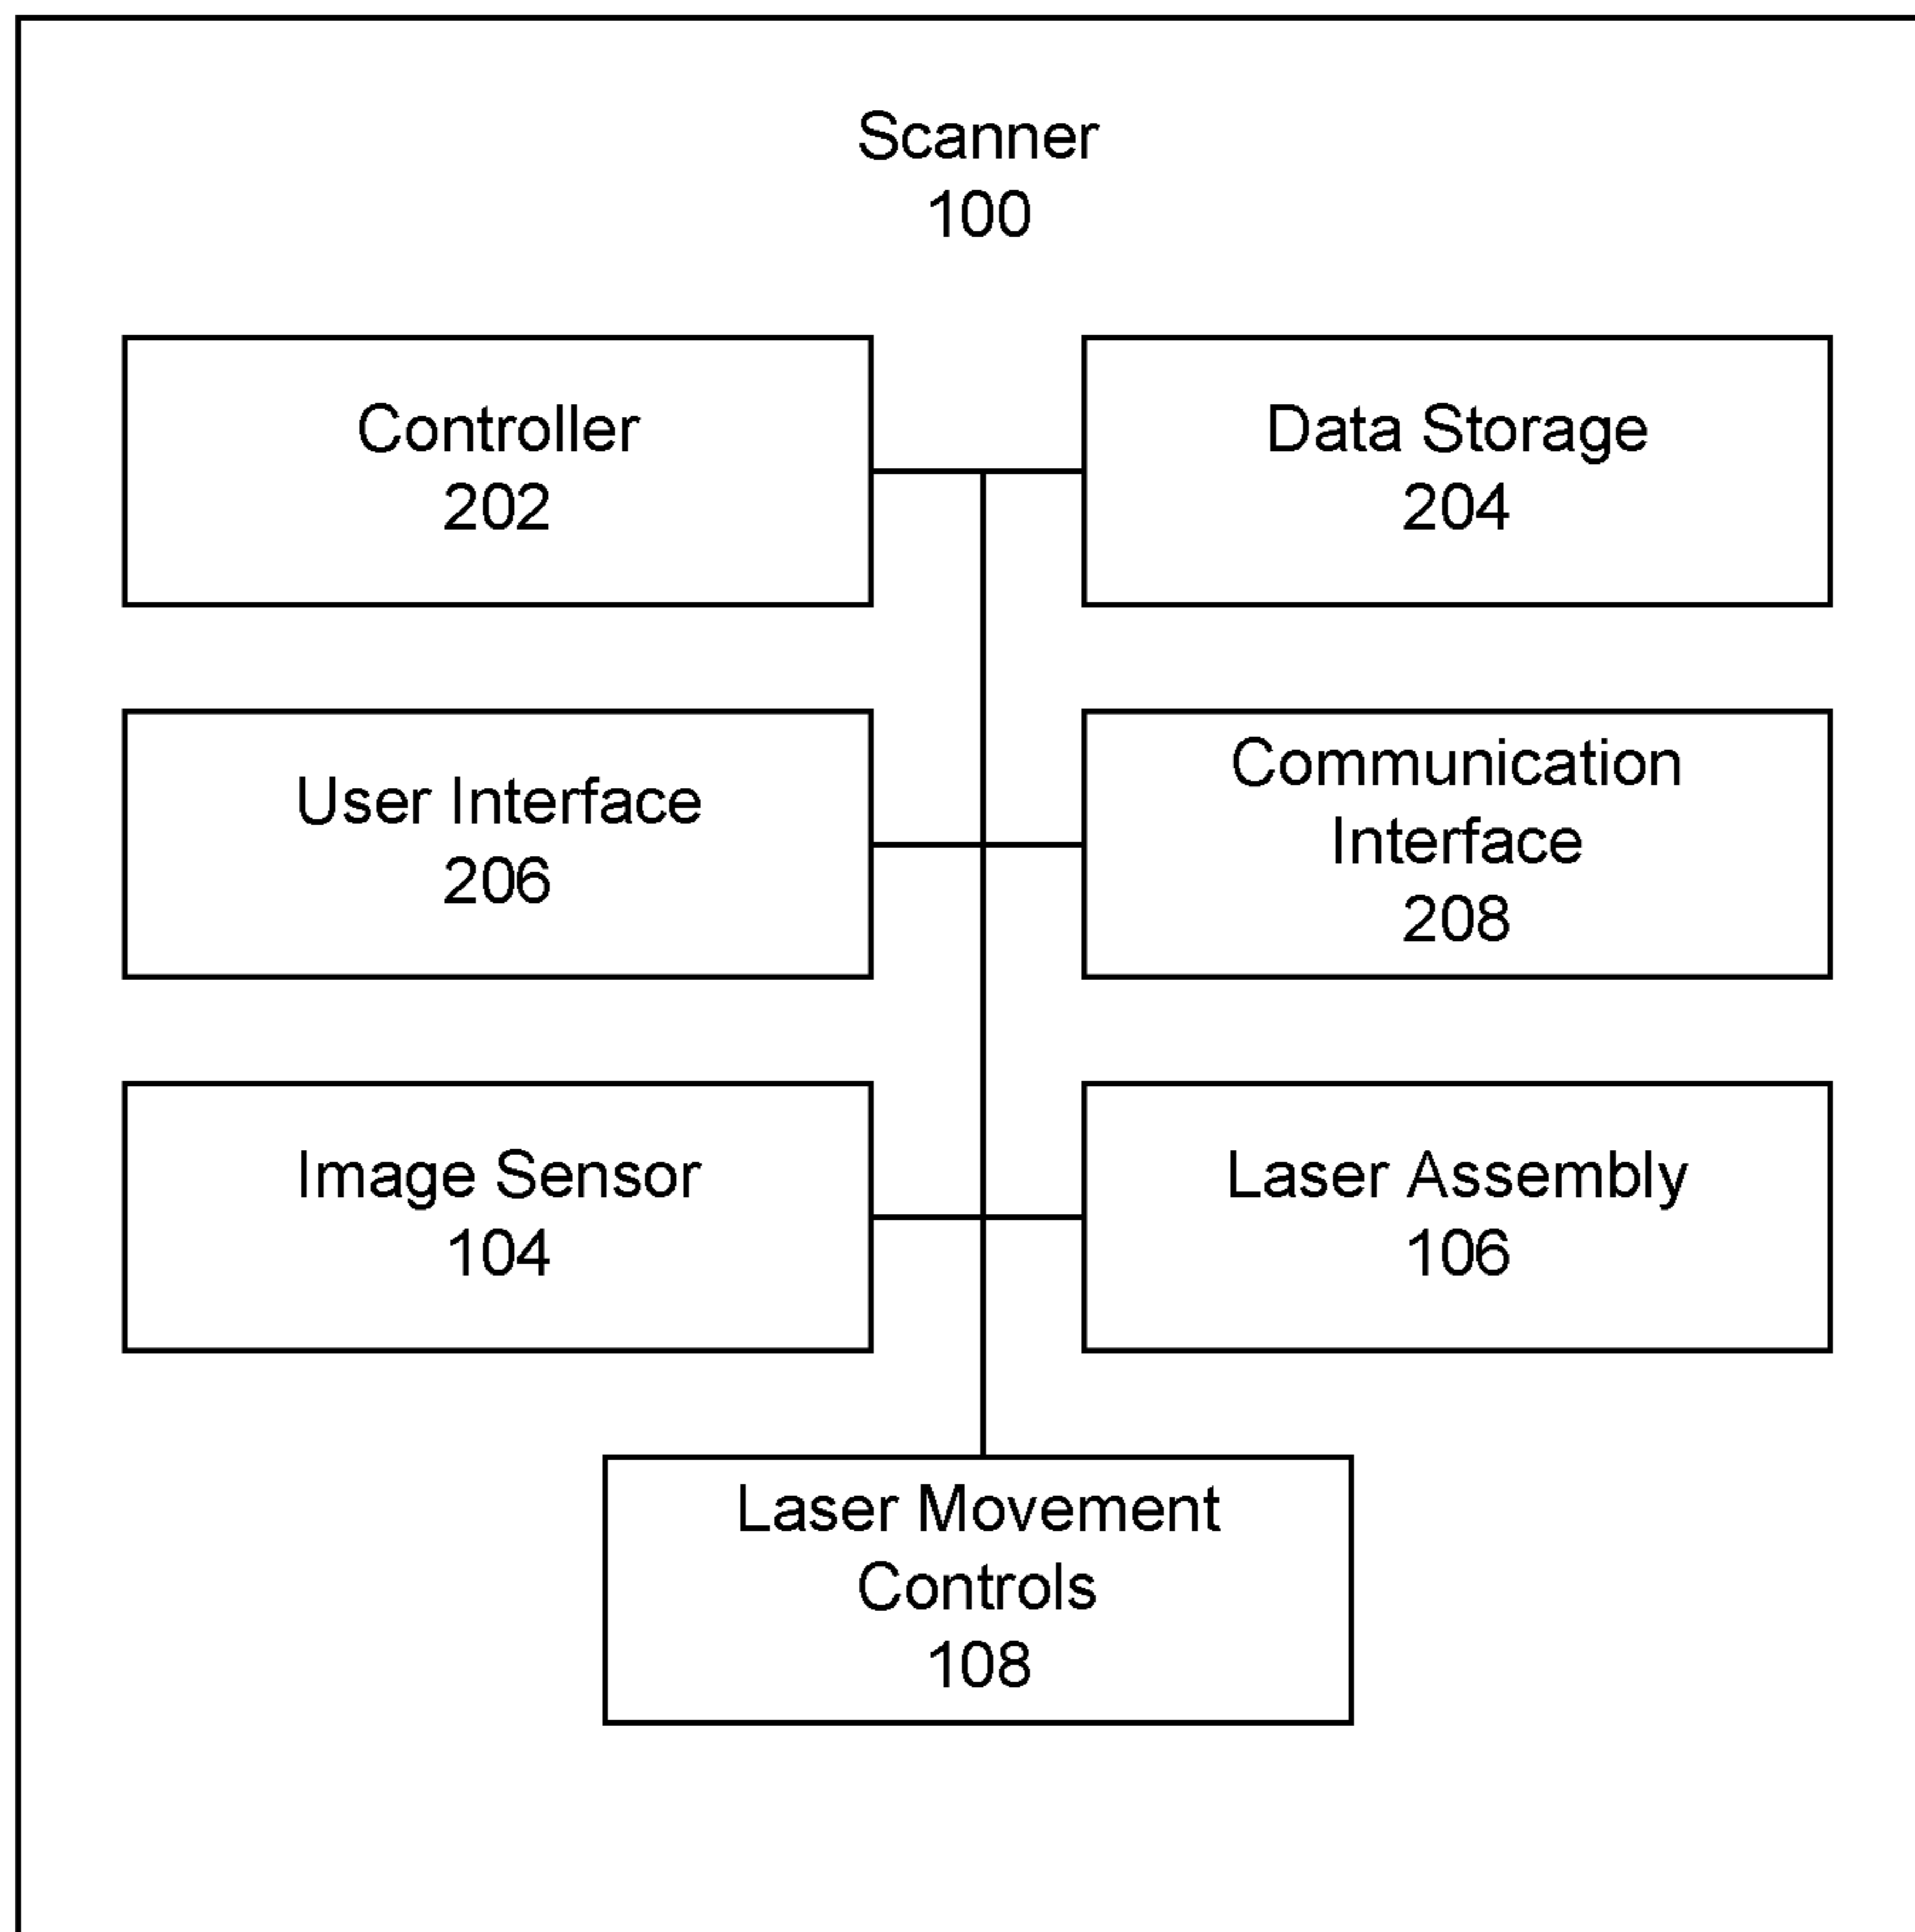 Scanner
100
Controller
202
Data Storage
204
User Interface
206
Communication
Interface
208
Image Sensor
104
Laser Assembly
106
Laser Movement
Controls
108